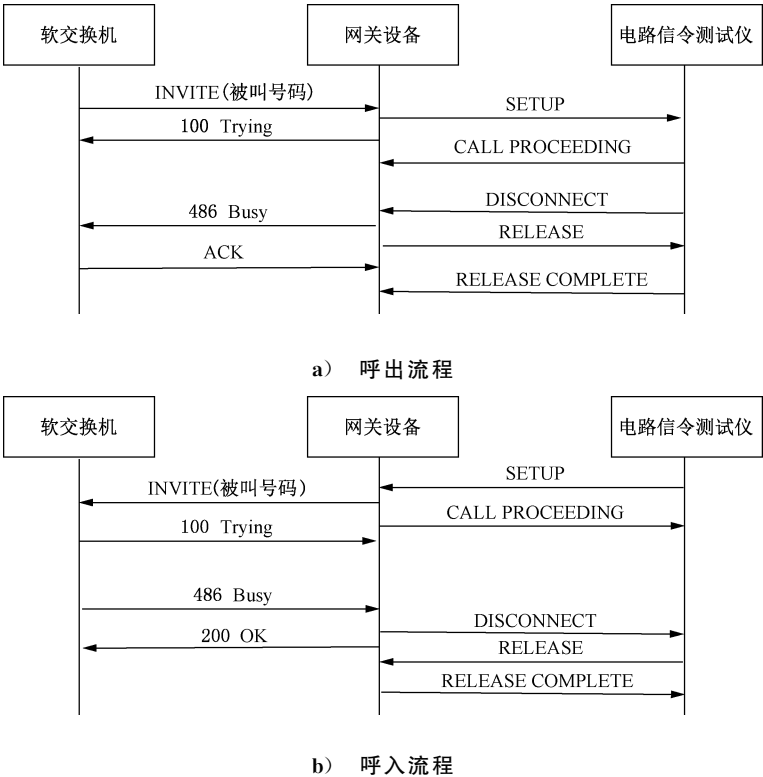 软交换机
网关设备
电路信令测试仪
INVITE(被叫号码)
SETUP
100 Trying
CALL PROCEEDING
DISCONNECT
486 Busy
RELEASE
ACK
RELEASE COMPLETE
a） 呼出流程
软交换机
网关设备
电路信令测试仪
SETUP
INVITE(被叫号码）
CALL PROCEEDING
100 Trying
486 Busy
DISCONNECT
200 OK
RELEASE
RELEASE COMPLETE
b） 呼入流程